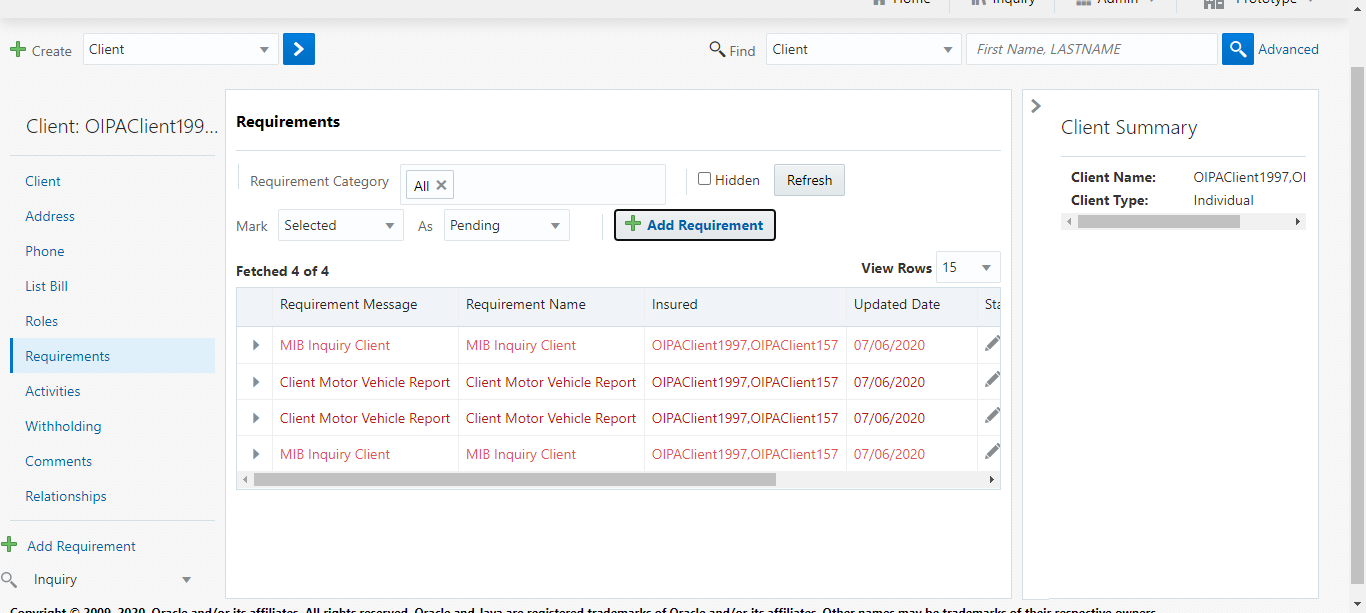 Home Inquiry Admin Prototype
Create Client Find Client First Name, LASTNAME Advanced
Client: OIPAClient199...
Client
Address
Phone
List Bill
Roles
Requirements
Activities
Withholding
Comments
Relationships
Add Requirement
Inquiry
Requirements
Requirement Category All Hidden Refresh
Mark Selected As Pending Add Requirement
Fetched 4 of 4 View Rows 15
Requirement Message Requirement Name Insured Updated Date Sta
MIB Inquiry Client MIB Inquiry Client OIPAClient1997,OIPAClient157 07/06/2020
Client Motor Vehicle Report Client Motor Vehicle Report OIPAClient1997,OIPAClient157 07/06/2020
Client Motor Vehicle Report Client Motor Vehicle Report OIPAClient1997,OIPAClient157 07/06/2020
MIB Inquiry Client MIB Inquiry Client OIPAClient1997,OIPAClient157 07/06/2020
Client Summary
Client Name: OIPAClient1997,OI
Client Type: Individual
Copyright © 2009, 2020, Oracle and/or its affiliates. All rights reserved. Oracle and Java are registered trademarks of Oracle and/or its affiliates. Other names may be trademarks of their respective owners.